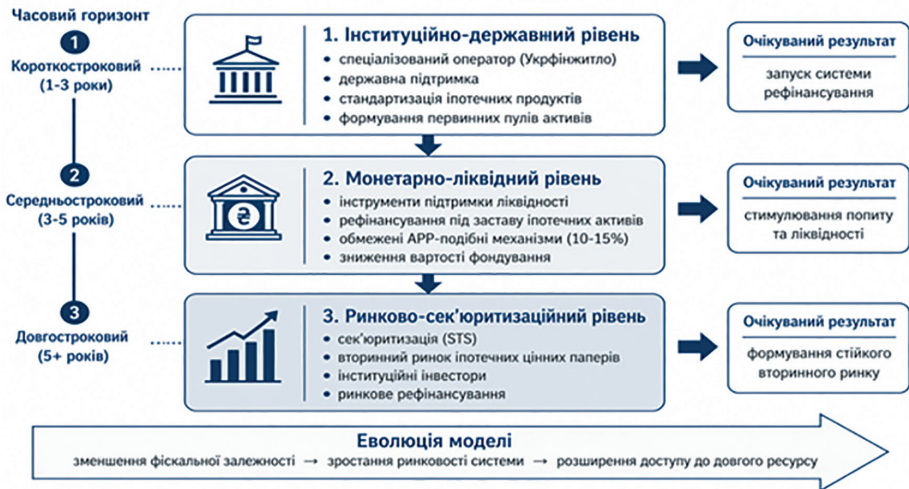 Часовий горизонт
1
Короткостроковий
(1-3 роки)
1. Інституційно-державний рівень
• спеціалізований оператор (Укрфінжитло)
• державна підтримка
• стандартизація іпотечних продуктів
• формування первинних пулів активів
Очікуваний результат
запуск системи
рефінансування
2
Середньостроковий
(3-5 років)
₴
2. Монетарно-ліквідний рівень
• інструменти підтримки ліквідності
• рефінансування під заставу іпотечних активів
• обмежені APP-подібні механізми (10-15%)
• зниження вартості фондування
Очікуваний результат
стимулювання попиту
та ліквідності
3
Довгостроковий
(5+ років)
3. Ринково-сек’юритизаційний рівень
• сек’юритизація (STS)
• вторинний ринок іпотечних цінних паперів
• інституційні інвестори
• ринкове рефінансування
Очікуваний результат
формування стійкого
вторинного ринку
Еволюція моделі
зменшення фіскальної залежності → зростання ринковості системи → розширення доступу до довгого ресурсу